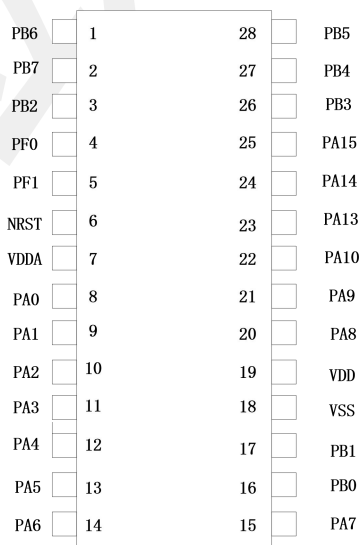 PB6 1 28 PB5
PB7 2 27 PB4
PB2 3 26 PB3
PF0 4 25 PA15
PF1 5 24 PA14
NRST 6 23 PA13
VDDA 7 22 PA10
PA0 8 21 PA9
PA1 9 20 PA8
PA2 10 19 VDD
PA3 11 18 VSS
PA4 12 17 PB1
PA5 13 16 PB0
PA6 14 15 PA7